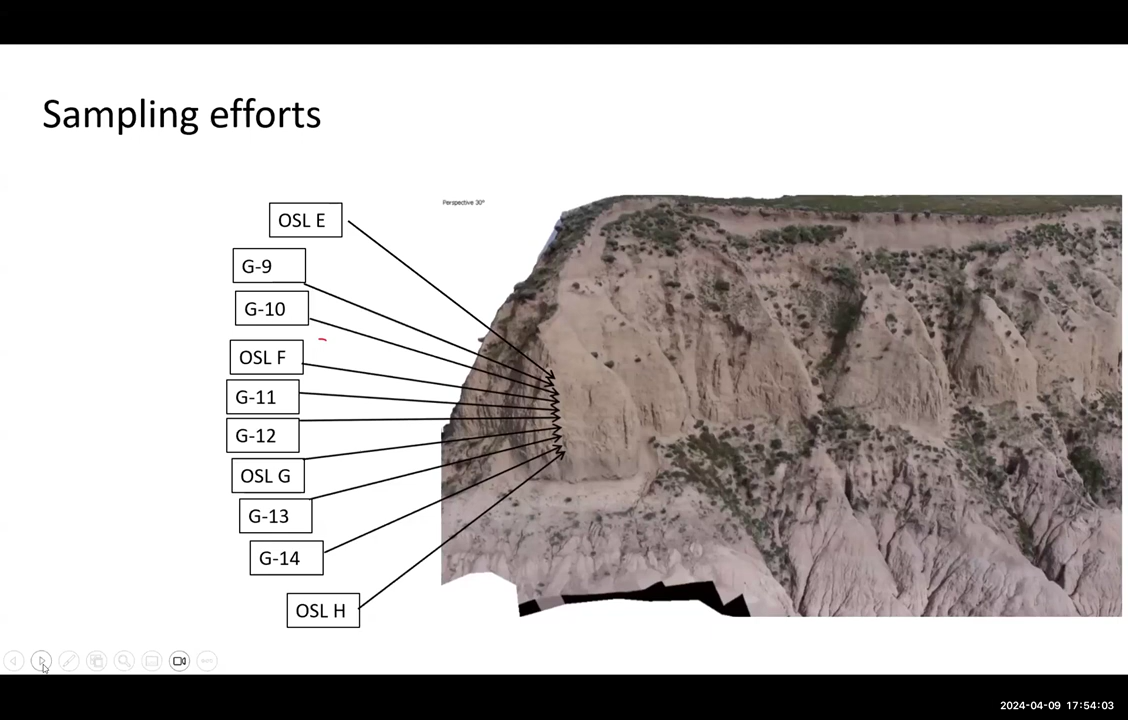 Sampling efforts
Perspective 30°
OSL E
G-9
G-10
OSL F
G-11
G-12
OSL G
G-13
G-14
OSL H
2024-04-09 17:54:03